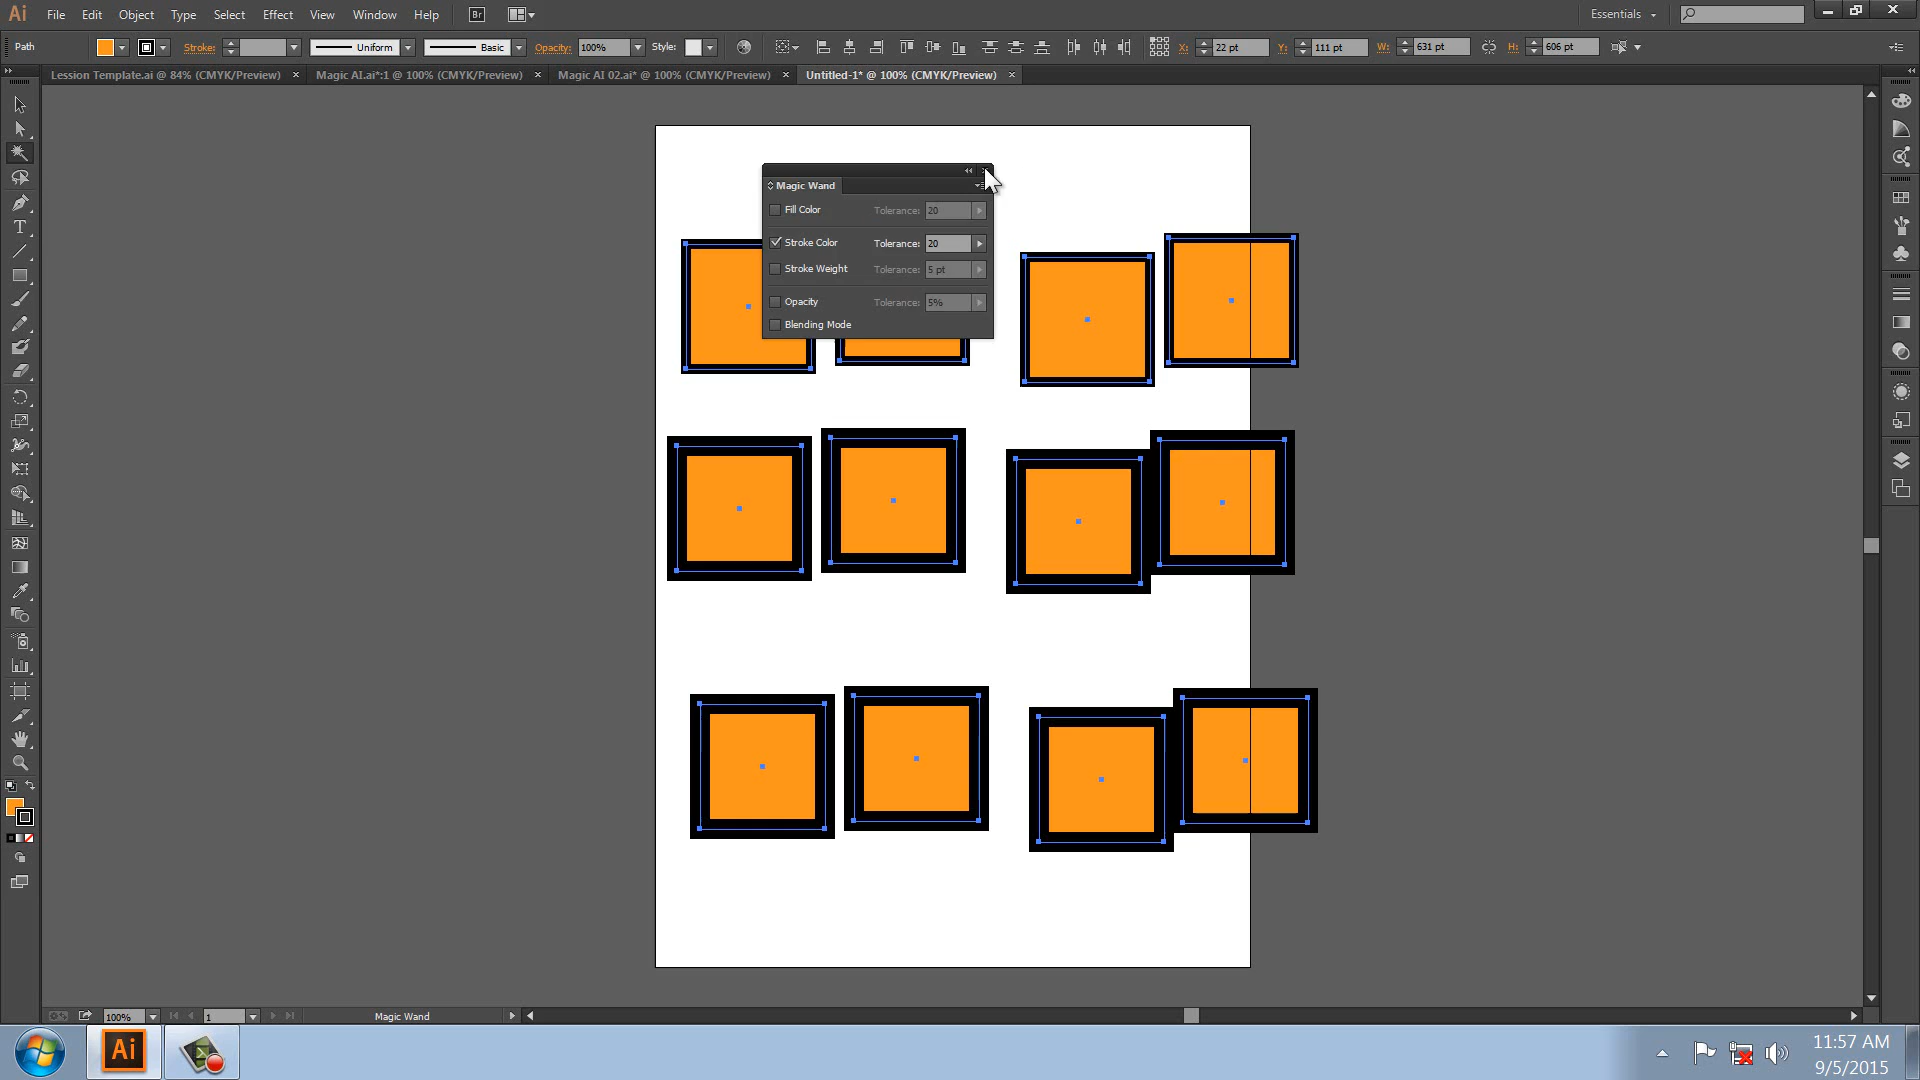 Ai File Edit Object Type Select Effect View Window Help Br Essentials
Path Stroke: Uniform Basic Opacity: 100% Style: X: 22 pt Y: 111 pt W: 631 pt H: 606 pt
Lession Template.ai @ 84% (CMYK/Preview) Magic AI.ai*:1 @ 100% (CMYK/Preview) Magic AI 02.ai* @ 100% (CMYK/Preview) Untitled-1* @ 100% (CMYK/Preview)
Magic Wand
Fill Color Tolerance: 20
Stroke Color Tolerance: 20
Stroke Weight Tolerance: 5 pt
Opacity Tolerance: 5%
Blending Mode
100% 1 Magic Wand
Ai
11:57 AM
9/5/2015